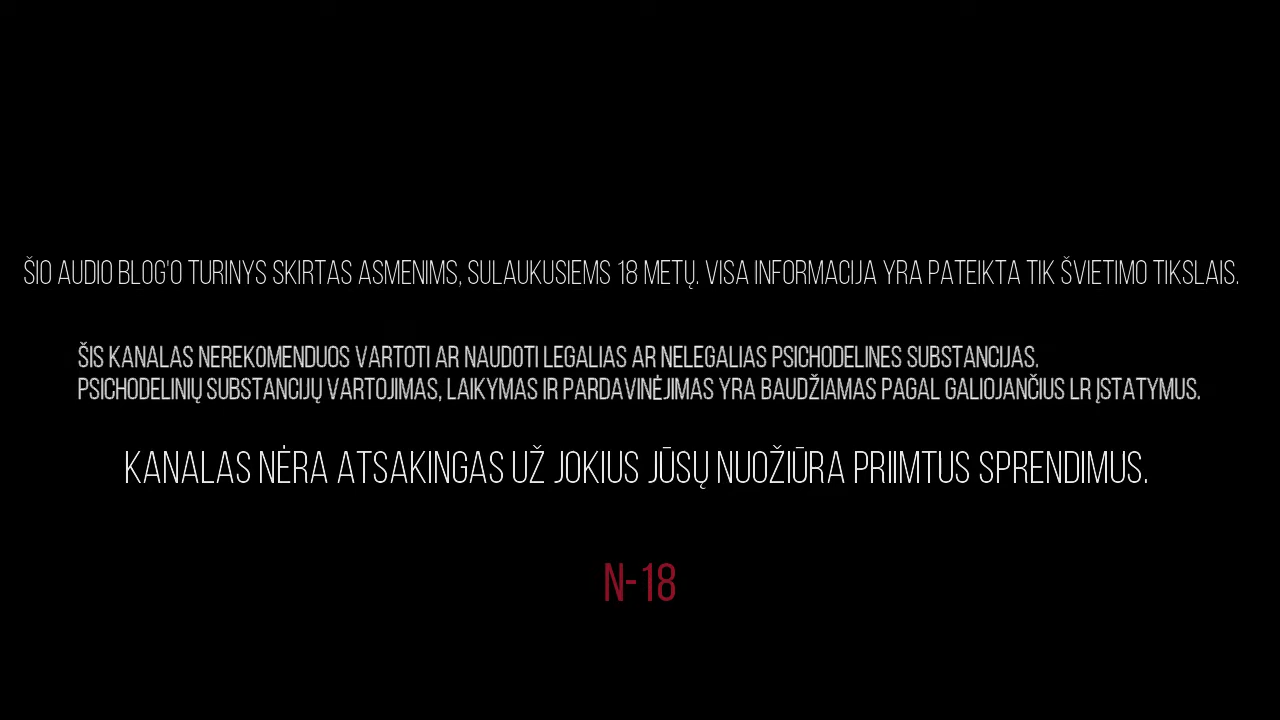 ŠIO AUDIO BLOG'O TURINYS SKIRTAS ASMENIMS, SULAUKUSIEMS 18 METŲ. VISA INFORMACIJA YRA PATEIKTA TIK ŠVIETIMO TIKSLAIS.
ŠIS KANALAS NEREKOMENDUOS VARTOTI AR NAUDOTI LEGALIAS AR NELEGALIAS PSICHODELINES SUBSTANCIJAS.
PSICHODELINIŲ SUBSTANCIJŲ VARTOJIMAS, LAIKYMAS IR PARDAVINĖJIMAS YRA BAUDŽIAMAS PAGAL GALIOJANČIUS LR ĮSTATYMUS.
KANALAS NĖRA ATSAKINGAS UŽ JOKIUS JŪSŲ NUOŽIŪRA PRIIMTUS SPRENDIMUS.
N-18